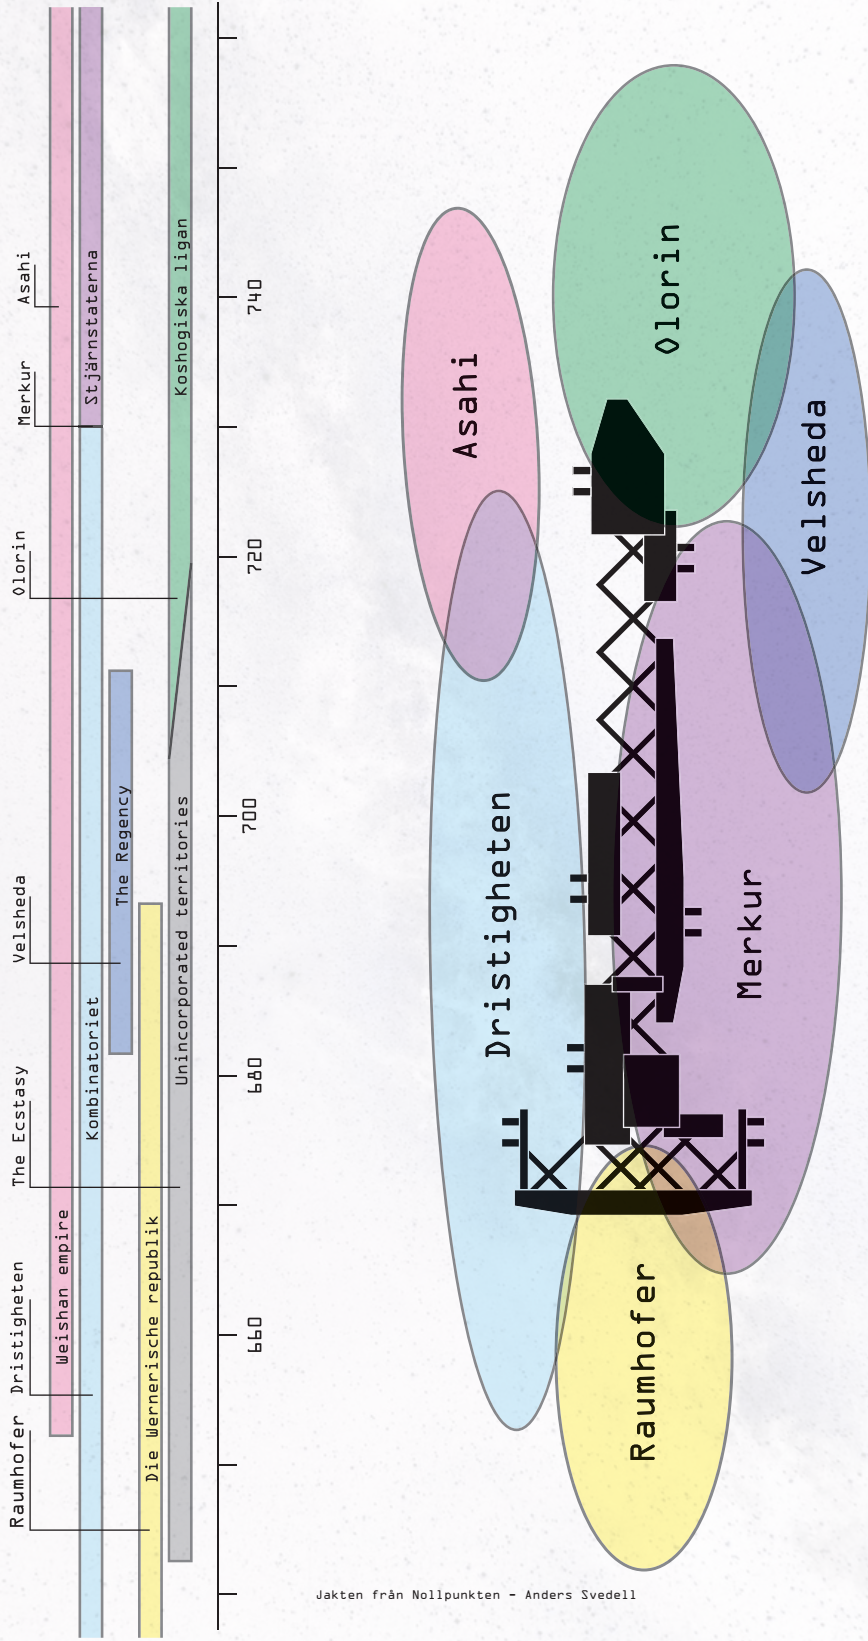 Asahi
Merkur
Olorin
Velsheda
The Ecstasy
Dristigheten
Raumhofer
Weishan empire
Stjärnstaterna
Kombinatoriet
The Regency
Die Wernerische republik
Koshogiska ligan
Unincorporated territories
740
720
700
680
660
Olorin
Asahi
Velsheda
Dristigheten
Merkur
Raumhofer
Jakten från Nollpunkten - Anders Svedell